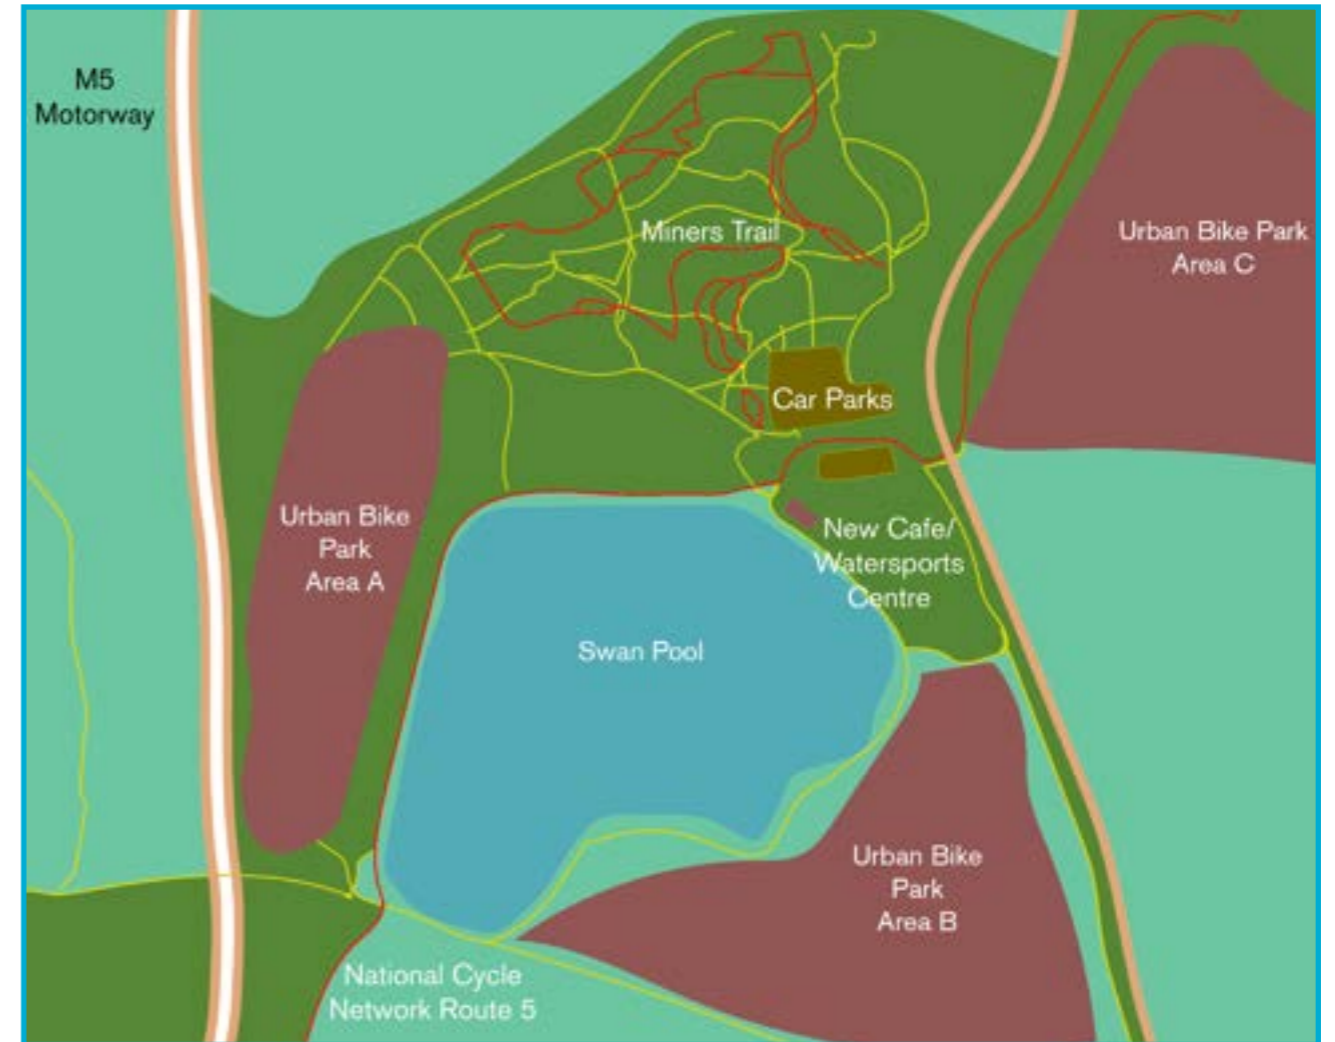 M5
Motorway
Miners Trail
Urban Bike Park
Area C
Car Parks
Urban Bike
Park
Area A
New Cafe/
Watersports
Centre
Swan Pool
Urban Bike
Park
Area B
National Cycle
Network Route 5